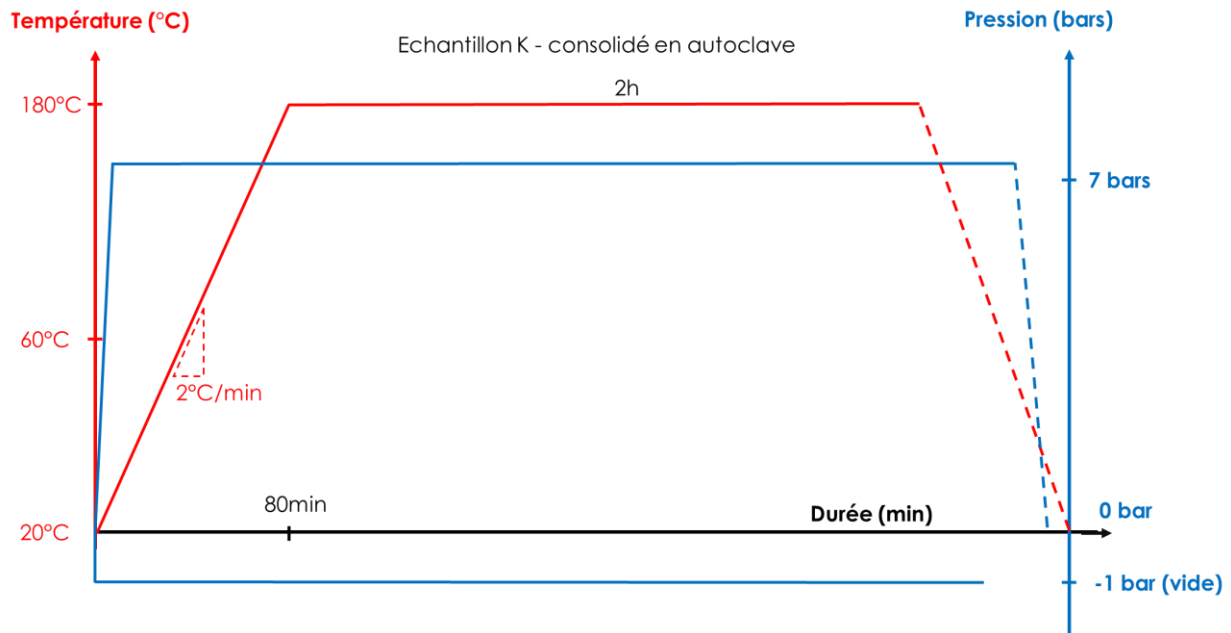 Température (°C)
Pression (bars)
Echantillon K - consolidé en autoclave
2h
180°C
7 bars
60°C
2°C/min
80min
Durée (min)
0 bar
20°C
-1 bar (vide)